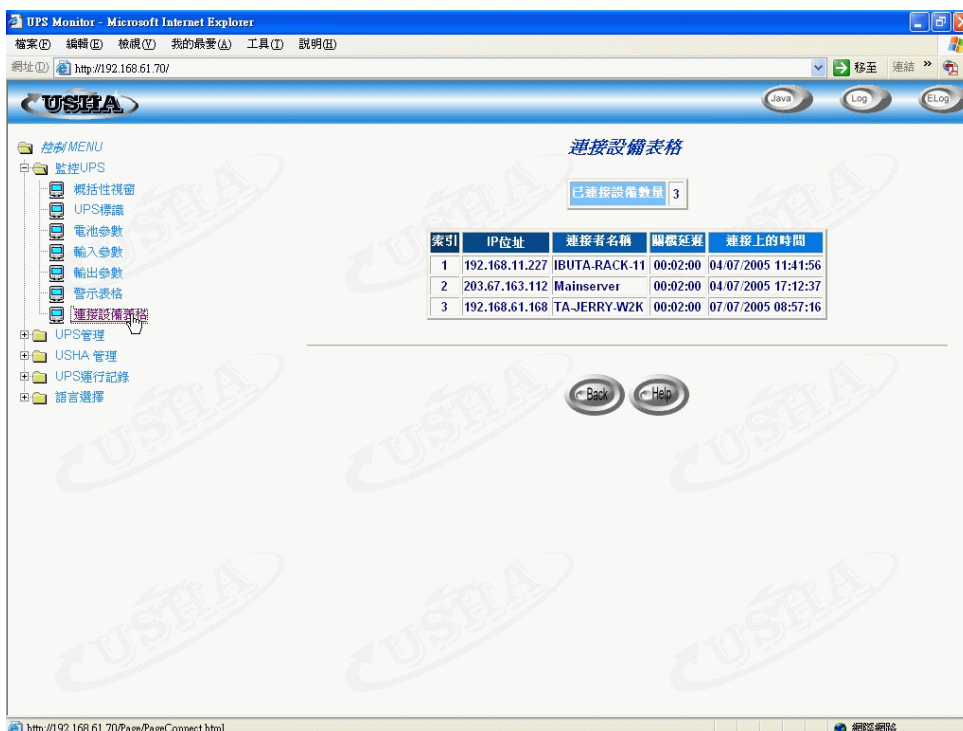 UPS Monitor - Microsoft Internet Explorer
檔案(F) 編輯(E) 檢視(V) 我的最愛(A) 工具(T) 說明(H)
網址(D) http://192.168.61.70/ 移至 連結 »
USHA Java Log ELog
控制 MENU
監控UPS
概括性視窗
UPS標識
電池參數
輸入參數
輸出參數
警示表格
連接設備表格
UPS管理
USHA 管理
UPS運行記錄
語言選擇
連接設備表格
已連接設備數量 3
索引 IP位址 連接者名稱 關機延遲 連接上的時間
1 192.168.11.227 IBUTA-RACK-11 00:02:00 04/07/2005 11:41:56
2 203.67.163.112 Mainserver 00:02:00 04/07/2005 17:12:37
3 192.168.61.168 TA-JERRY-W2K 00:02:00 07/07/2005 08:57:16
Back Help
http://192.168.61.70/Page/PageConnect.html 網際網路